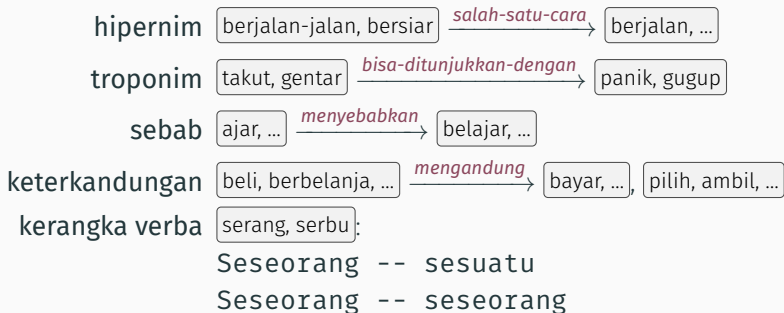 hipernim berjalan-jalan, bersiar salah-satu-cara berjalan, ...
troponim takut, gentar bisa-ditunjukkan-dengan panik, gugup
sebab ajar, ... menyebabkan belajar, ...
keterkandungan beli, berbelanja, ... mengandung bayar, ... , pilih, ambil, ...
kerangka verba serang, serbu:
Seseorang -- sesuatu
Seseorang -- seseorang